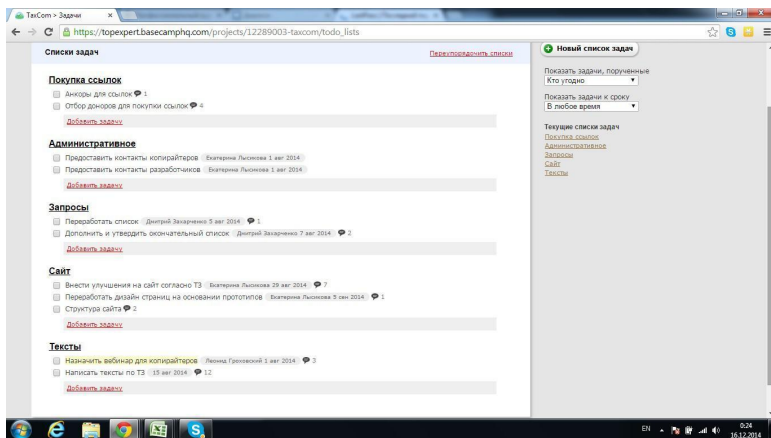 TaxCom > Задачи
https://topexpert.basecamphq.com/projects/12289003-taxcom/todo_lists
Списки задач
Переупорядочить списки
Покупка ссылок
Анкоры для ссылок 1
Отбор доноров для покупки ссылок 4
Добавить задачу
Административное
Предоставить контакты копирайтеров Екатерина Лысикова 1 авг 2014
Предоставить контакты разработчиков Екатерина Лысикова 1 авг 2014
Добавить задачу
Запросы
Переработать список Дмитрий Захарченко 5 авг 2014 1
Дополнить и утвердить окончательный список Дмитрий Захарченко 7 авг 2014 2
Добавить задачу
Сайт
Внести улучшения на сайт согласно ТЗ Екатерина Лысикова 29 авг 2014 7
Переработать дизайн страниц на основании прототипов Екатерина Лысикова 5 сен 2014 1
Структура сайта 2
Добавить задачу
Тексты
Назначить вебинар для копирайтеров Леонид Гроховский 1 авг 2014 3
Написать тексты по ТЗ 15 авг 2014 12
Добавить задачу
Новый список задач
Показать задачи, порученные
Кто угодно
Показать задачи к сроку
В любое время
Текущие списки задач
Покупка ссылок
Административное
Запросы
Сайт
Тексты
EN
0:24
16.12.2014